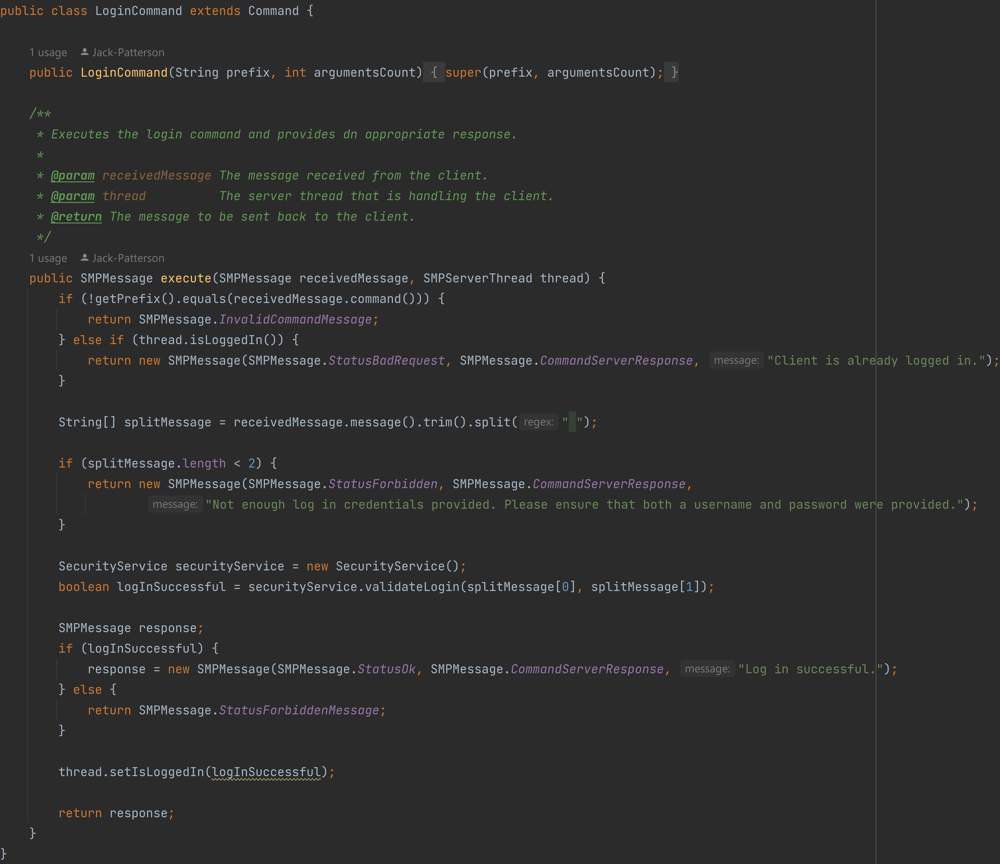 public class LoginCommand extends Command {
1 usage Jack-Patterson
public LoginCommand(String prefix, int argumentsCount) { super(prefix, argumentsCount); }
/**
* Executes the login command and provides dn appropriate response.
*
* @param receivedMessage The message received from the client.
* @param thread The server thread that is handling the client.
* @return The message to be sent back to the client.
*/
1 usage Jack-Patterson
public SMPMessage execute(SMPMessage receivedMessage, SMPServerThread thread) {
if (!getPrefix().equals(receivedMessage.command())) {
return SMPMessage.InvalidCommandMessage;
} else if (thread.isLoggedIn()) {
return new SMPMessage(SMPMessage.StatusBadRequest, SMPMessage.CommandServerResponse, message: "Client is already logged in.");
}
String[] splitMessage = receivedMessage.message().trim().split( regex: " ");
if (splitMessage.length < 2) {
return new SMPMessage(SMPMessage.StatusForbidden, SMPMessage.CommandServerResponse,
message: "Not enough log in credentials provided. Please ensure that both a username and password were provided.");
}
SecurityService securityService = new SecurityService();
boolean logInSuccessful = securityService.validateLogin(splitMessage[0], splitMessage[1]);
SMPMessage response;
if (logInSuccessful) {
response = new SMPMessage(SMPMessage.StatusOk, SMPMessage.CommandServerResponse, message: "Log in successful.");
} else {
return SMPMessage.StatusForbiddenMessage;
}
thread.setIsLoggedIn(logInSuccessful);
return response;
}
}